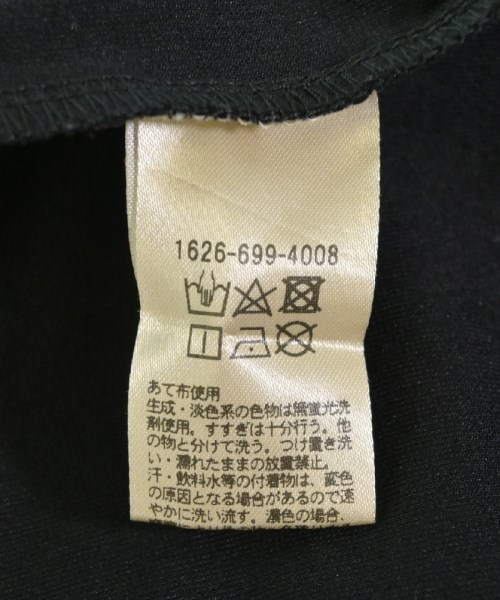 1626-699-4008
あて布使用
生成・淡色系の色物は無蛍光洗
剤使用。すすぎは十分行う。他
の物と分けて洗う。つけ置き洗
い・濡れたままの放置禁止。
汗・飲料水等の付着物は、変色
の原因となる場合があるので速
やかに洗い流す。濃色の場合、